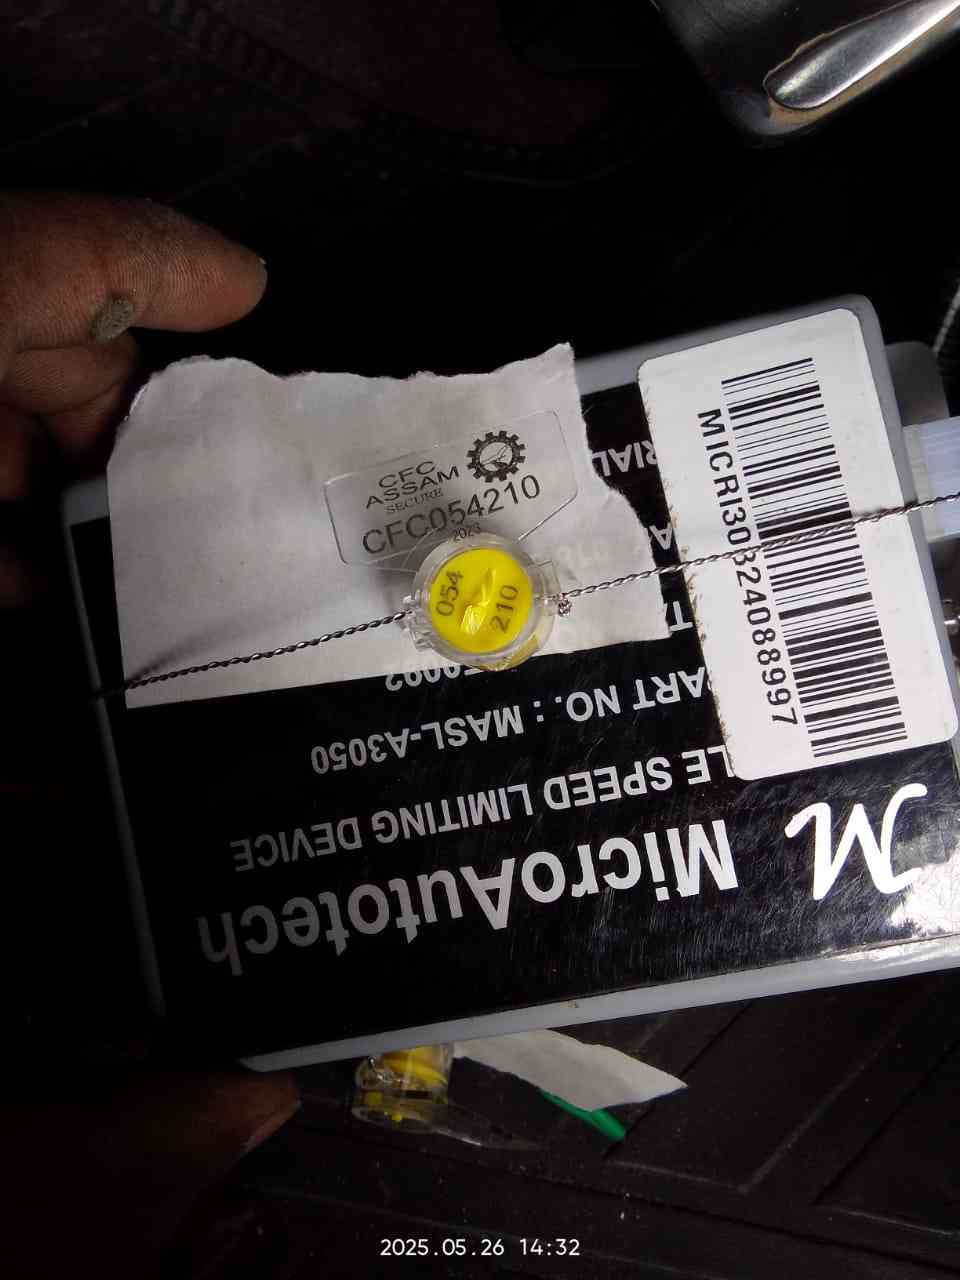 CFC
ASSAM
SECURE
CFC054210
2023
054
210
MICRI30324088997
MicroAutotech
LE SPEED LIMITING DEVICE
PART NO.: MASL-A3050
2025.05.26 14:32